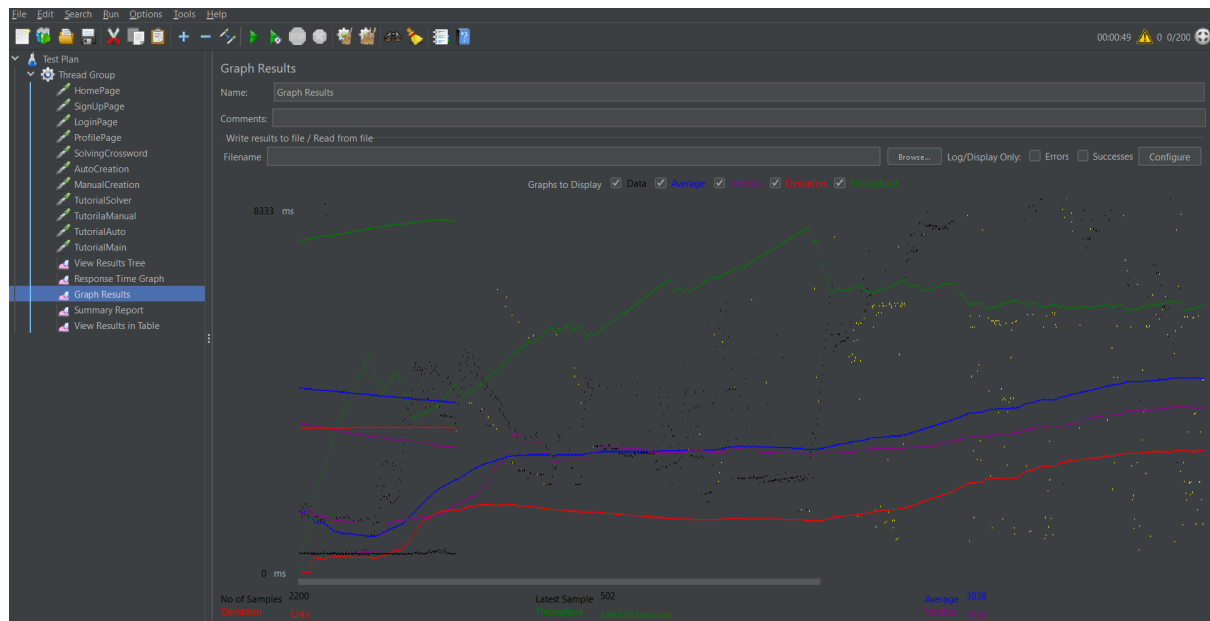 File Edit Search Run Options Tools Help
00:00:49 0 0/200
Test Plan
Thread Group
HomePage
SignUpPage
LoginPage
ProfilePage
SolvingCrossword
AutoCreation
ManualCreation
TutorialSolver
TutorilaManual
TutorialAuto
TutorialMain
View Results Tree
Response Time Graph
Graph Results
Summary Report
View Results in Table
Graph Results
Name: Graph Results
Comments:
Write results to file / Read from file
Filename Browse... Log/Display Only: Errors Successes Configure
Graphs to Display Data Average Median Deviation Throughput
8333 ms
0 ms
No of Samples 2200 Latest Sample 502 Average 3838
Deviation Throughput Median